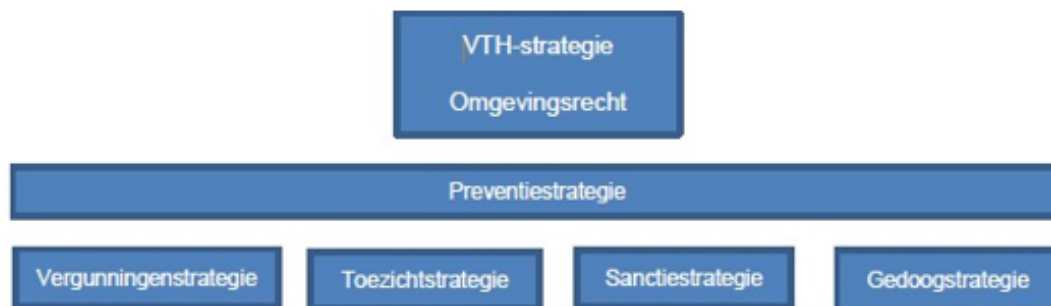 VTH-strategie
Omgevingsrecht
Preventiestrategie
Vergunningenstrategie
Toezichtstrategie
Sanctiestrategie
Gedoogstrategie